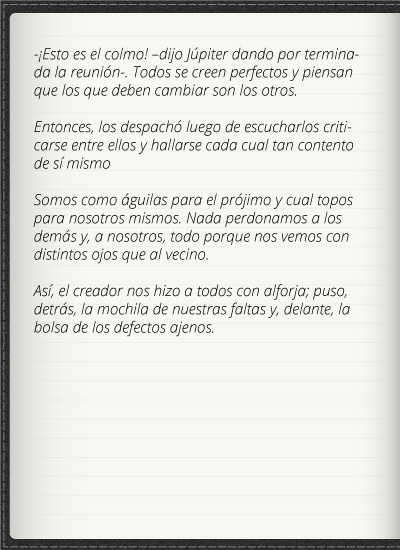 -¡Esto es el colmo! –dijo Júpiter dando por termina-
da la reunión-. Todos se creen perfectos y piensan
que los que deben cambiar son los otros.
Entonces, los despachó luego de escucharlos criti-
carse entre ellos y hallarse cada cual tan contento
de sí mismo
Somos como águilas para el prójimo y cual topos
para nosotros mismos. Nada perdonamos a los
demás y, a nosotros, todo porque nos vemos con
distintos ojos que al vecino.
Así, el creador nos hizo a todos con alforja; puso,
detrás, la mochila de nuestras faltas y, delante, la
bolsa de los defectos ajenos.